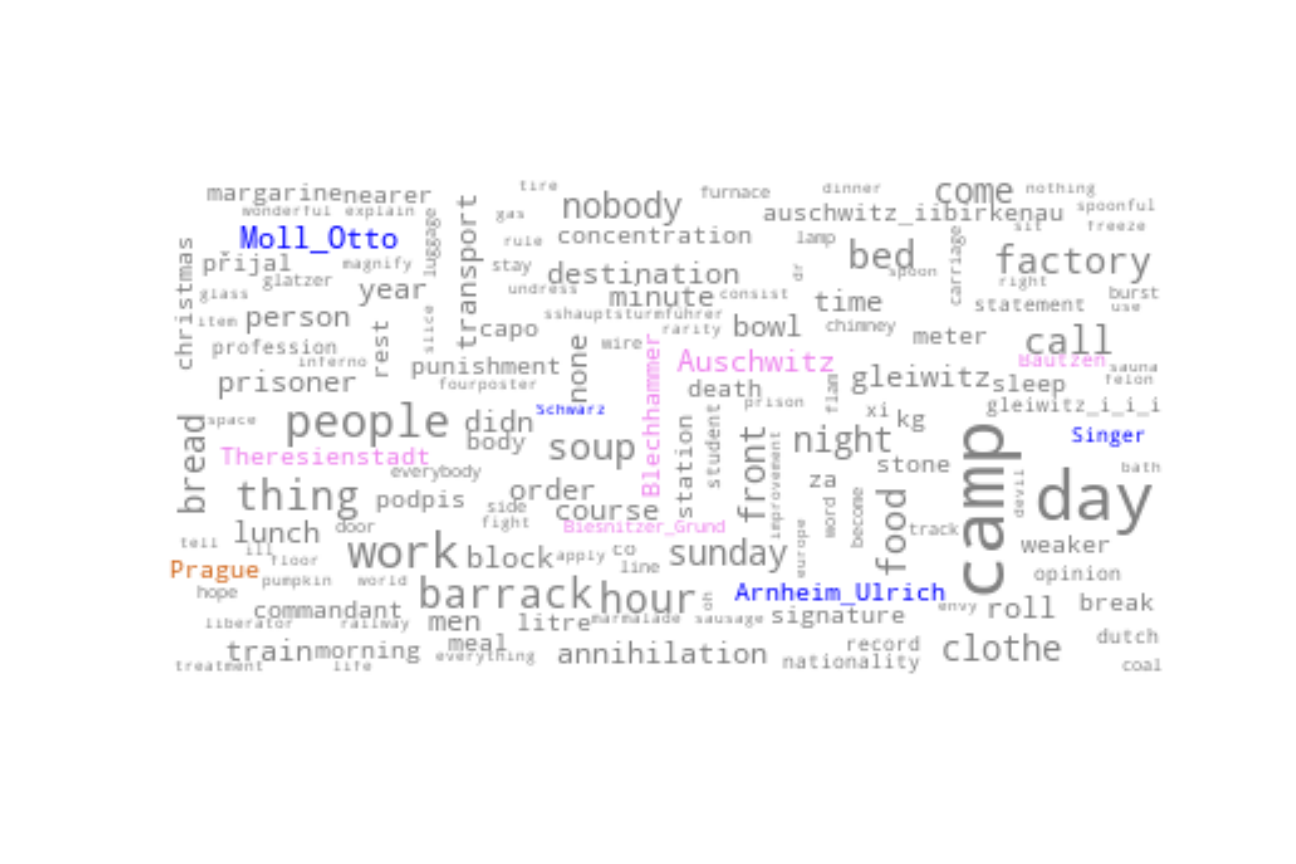 margarine nearer tire nobody furnace dinner come nothing
wonderful explain gas auschwitz_iibirkenau spoonful
Moll_Otto luggage transport rule concentration lamp sit freeze
christmas přijal magnify stay destination dr bed spoon carriage factory
glass glatzer year undress minute consist time right statement burst use
item person slice capo sshauptsturmführer rarity bowl chimney meter call
profession inferno rest punishment none wire Blechhammer Auschwitz Bautzen sauna
prisoner fourposter death flam gleiwitz sleep felon
bread space people didn Schwarz prison xi kg gleiwitz_i_i_i
Theresienstadt body soup station student front night camp Singer
everybody improvement stone devil bath
thing podpis side order course za word become food day
lunch door fight Biesnitzer_Grund europe track
tell ill floor work block apply co line sunday weaker
Prague pumpkin world opinion
hope barrack hour oh Arnheim_Ulrich envy roll break
commandant men litre marmalade sausage signature
liberator railway
train morning meal everything annihilation record clothe dutch
treatment life nationality coal